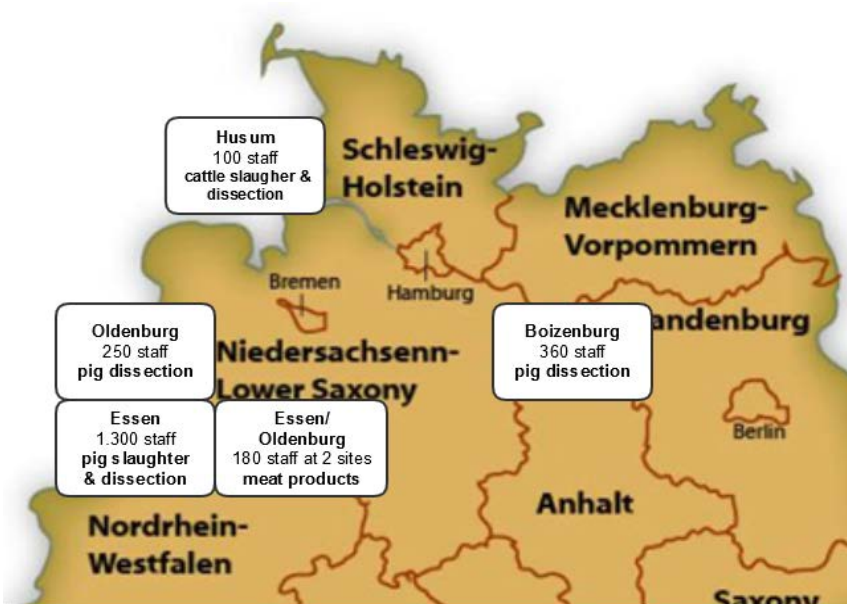 Husum
100 staff
cattle slaugher &
dissection
Schleswig-
Holstein
Mecklenburg-
Vorpommern
Bremen
Hamburg
Oldenburg
250 staff
pig dissection
Niedersachsenn-
Lower Saxony
Boizenburg
360 staff
pig dissection
andenburg
Essen
1.300 staff
pig slaughter
& dissection
Essen/
Oldenburg
180 staff at 2 sites
meat products
Berlin
Anhalt
Nordrhein-
Westfalen
Saxony